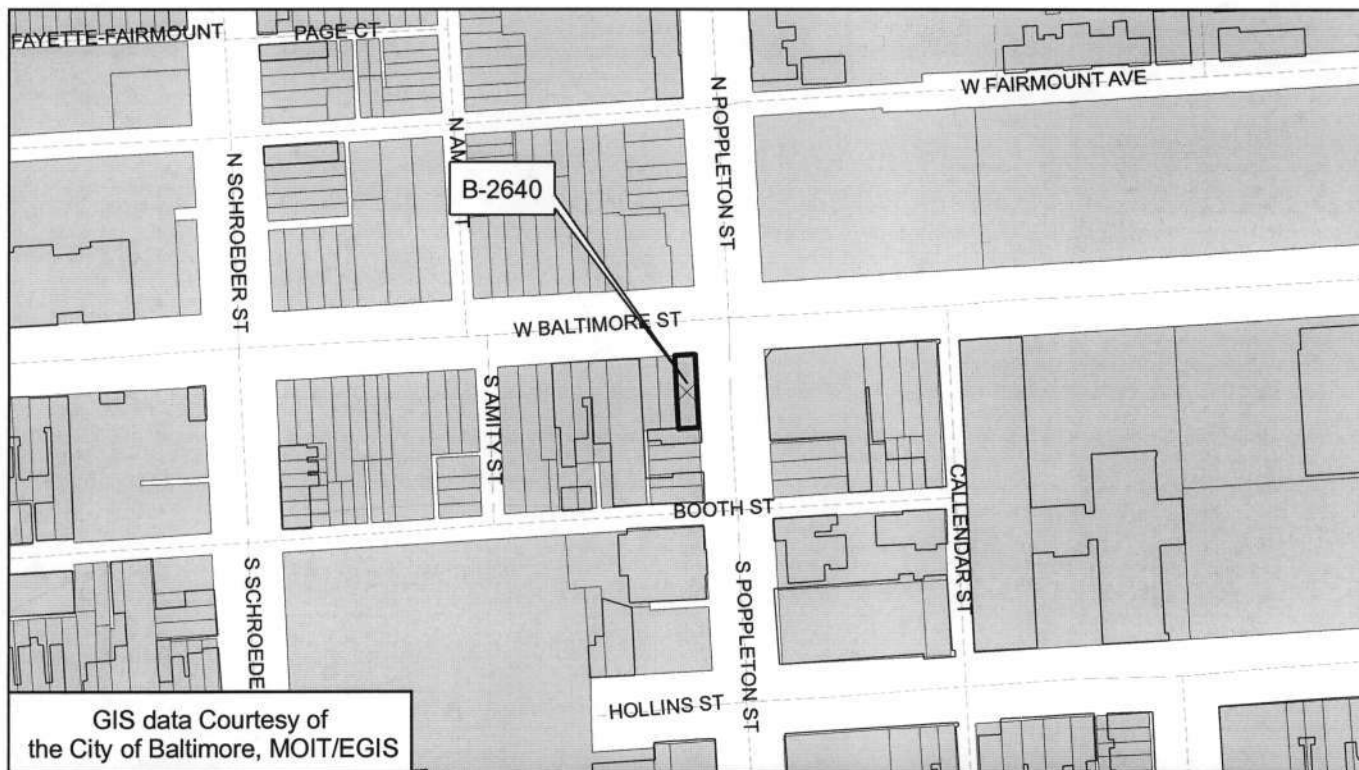 FAYETTE-FAIRMOUNT
PAGE CT
W FAIRMOUNT AVE
N SCHROEDER ST
N POPPLETON ST
B-2640
W BALTIMORE ST
S AMITY ST
BOOTH ST
CALLENDAR ST
S SCHROEDE
S POPPLETON ST
HOLLINS ST
GIS data Courtesy of
the City of Baltimore, MOIT/EGIS